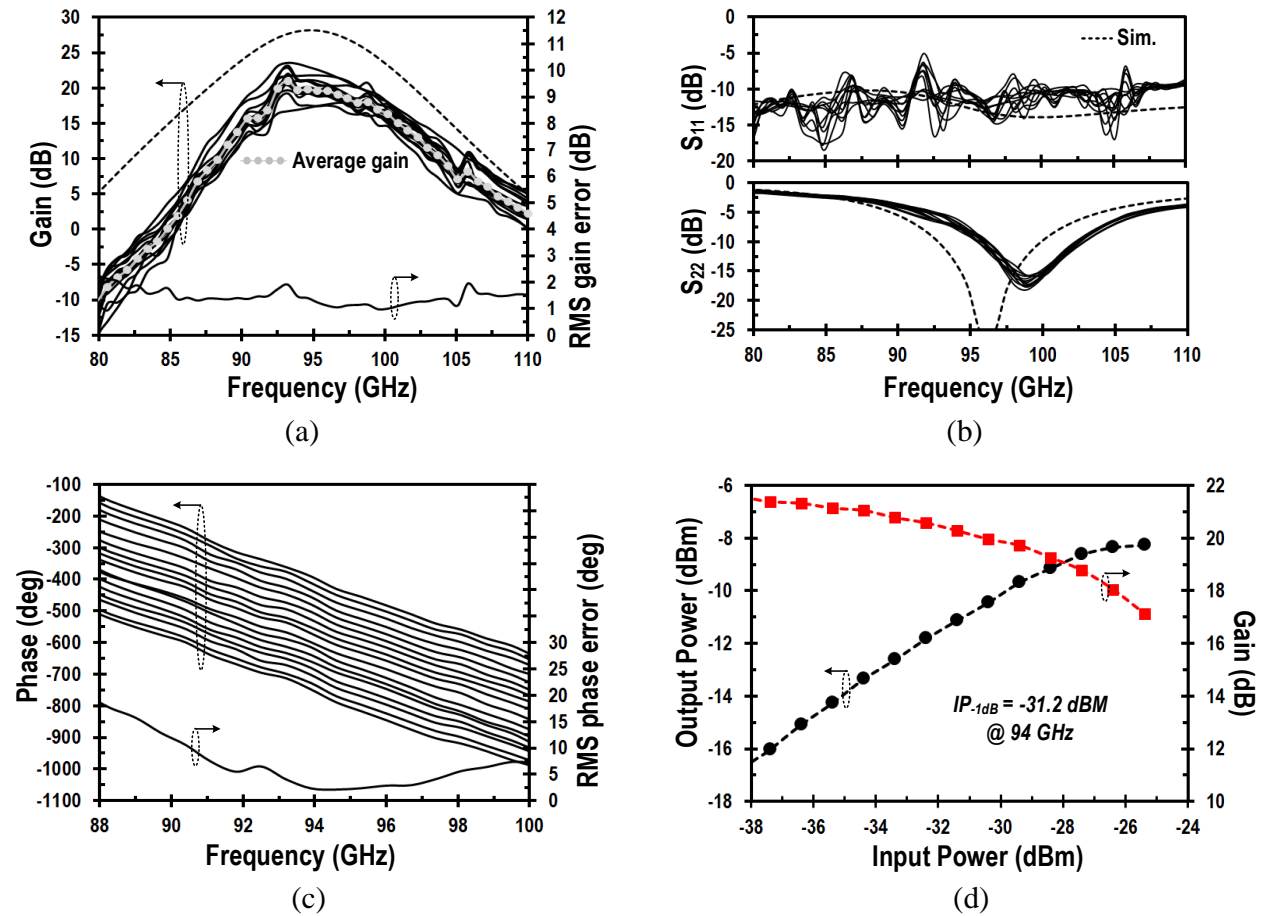 30
25
20
15
10
5
0
-5
-10
-15
Gain (dB)
Average gain
12
11
10
9
8
7
6
5
4
3
2
1
0
RMS gain error (dB)
80 85 90 95 100 105 110
Frequency (GHz)
(a)
0
-5
-10
-15
-20
S11 (dB)
Sim.
0
-5
-10
-15
-20
-25
S22 (dB)
80 85 90 95 100 105 110
Frequency (GHz)
(b)
-100
-200
-300
-400
-500
-600
-700
-800
-900
-1000
-1100
Phase (deg)
30
25
20
15
10
5
0
RMS phase error (deg)
88 90 92 94 96 98 100
Frequency (GHz)
(c)
-6
-8
-10
-12
-14
-16
-18
Output Power (dBm)
IP-1dB = -31.2 dBM
@ 94 GHz
22
20
18
16
14
12
10
Gain (dB)
-38 -36 -34 -32 -30 -28 -26 -24
Input Power (dBm)
(d)